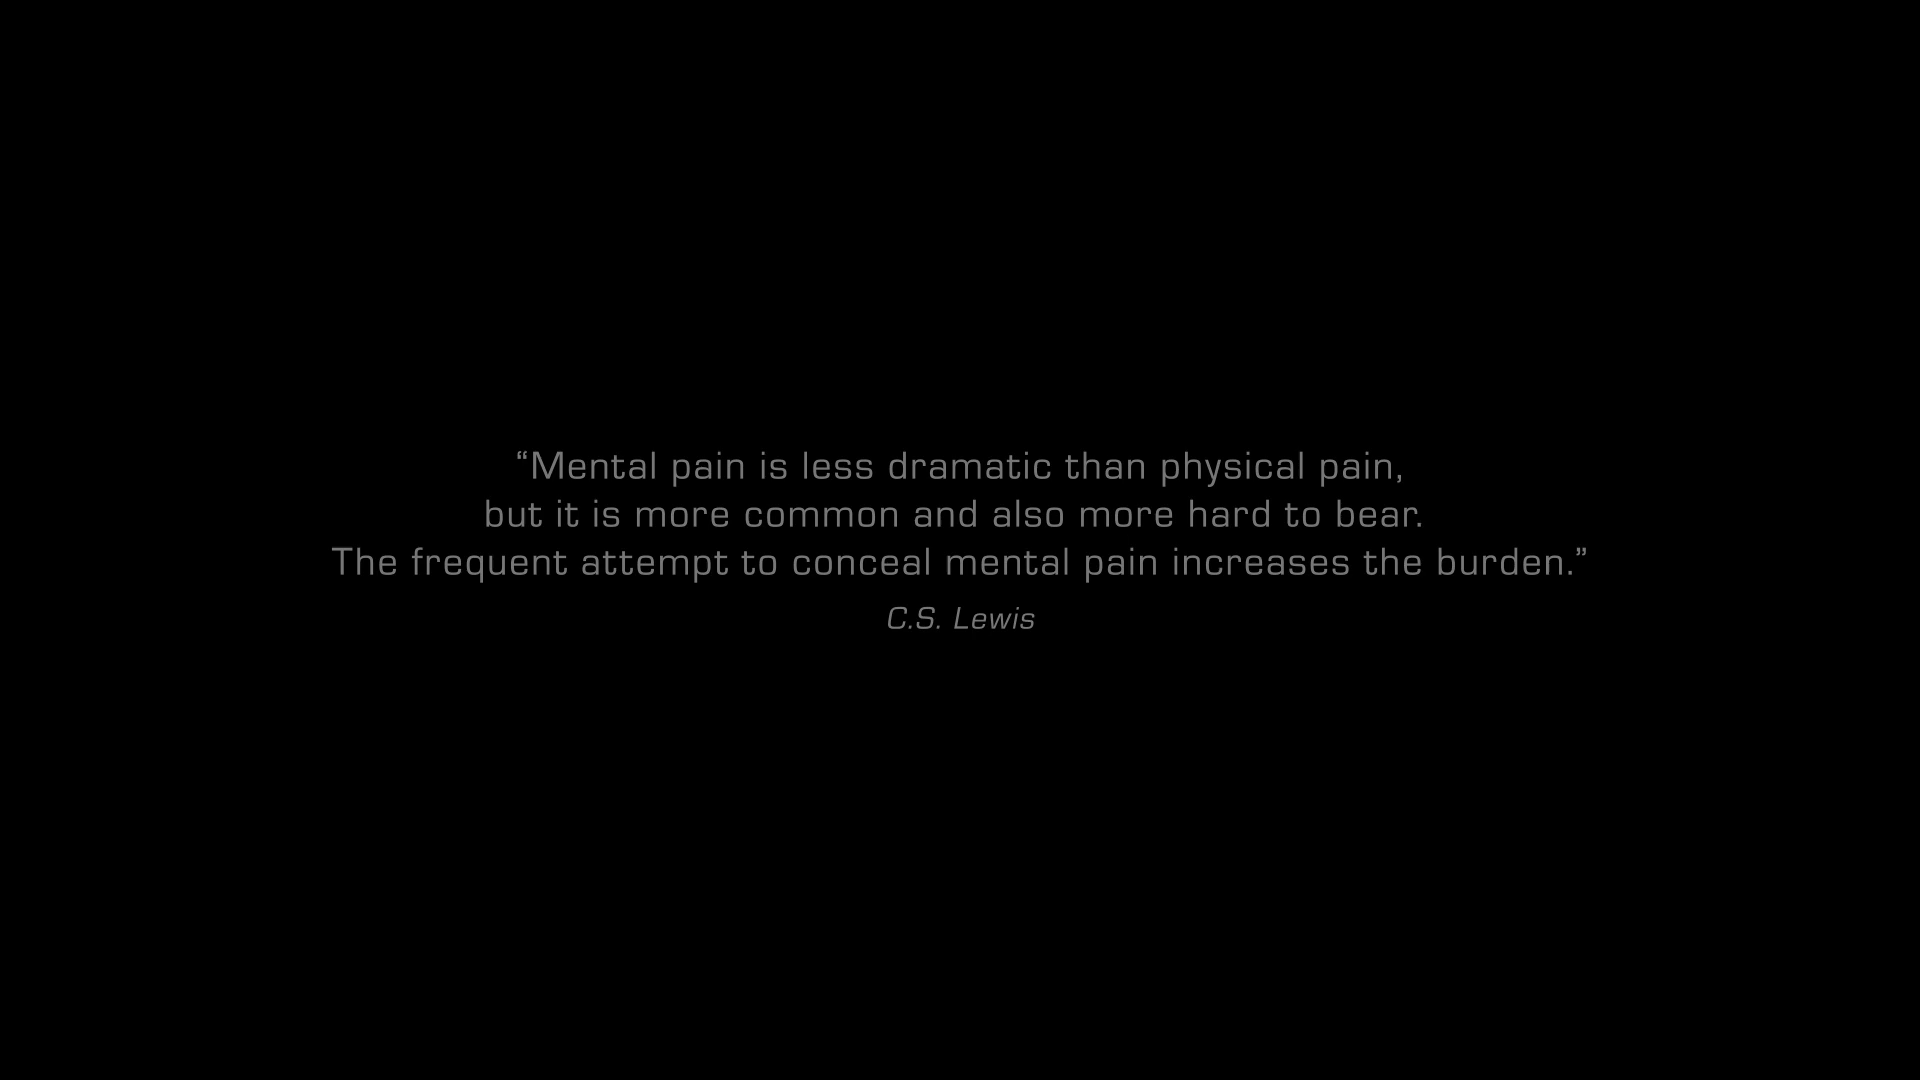 “Mental pain is less dramatic than physical pain,
but it is more common and also more hard to bear.
The frequent attempt to conceal mental pain increases the burden.”
C.S. Lewis